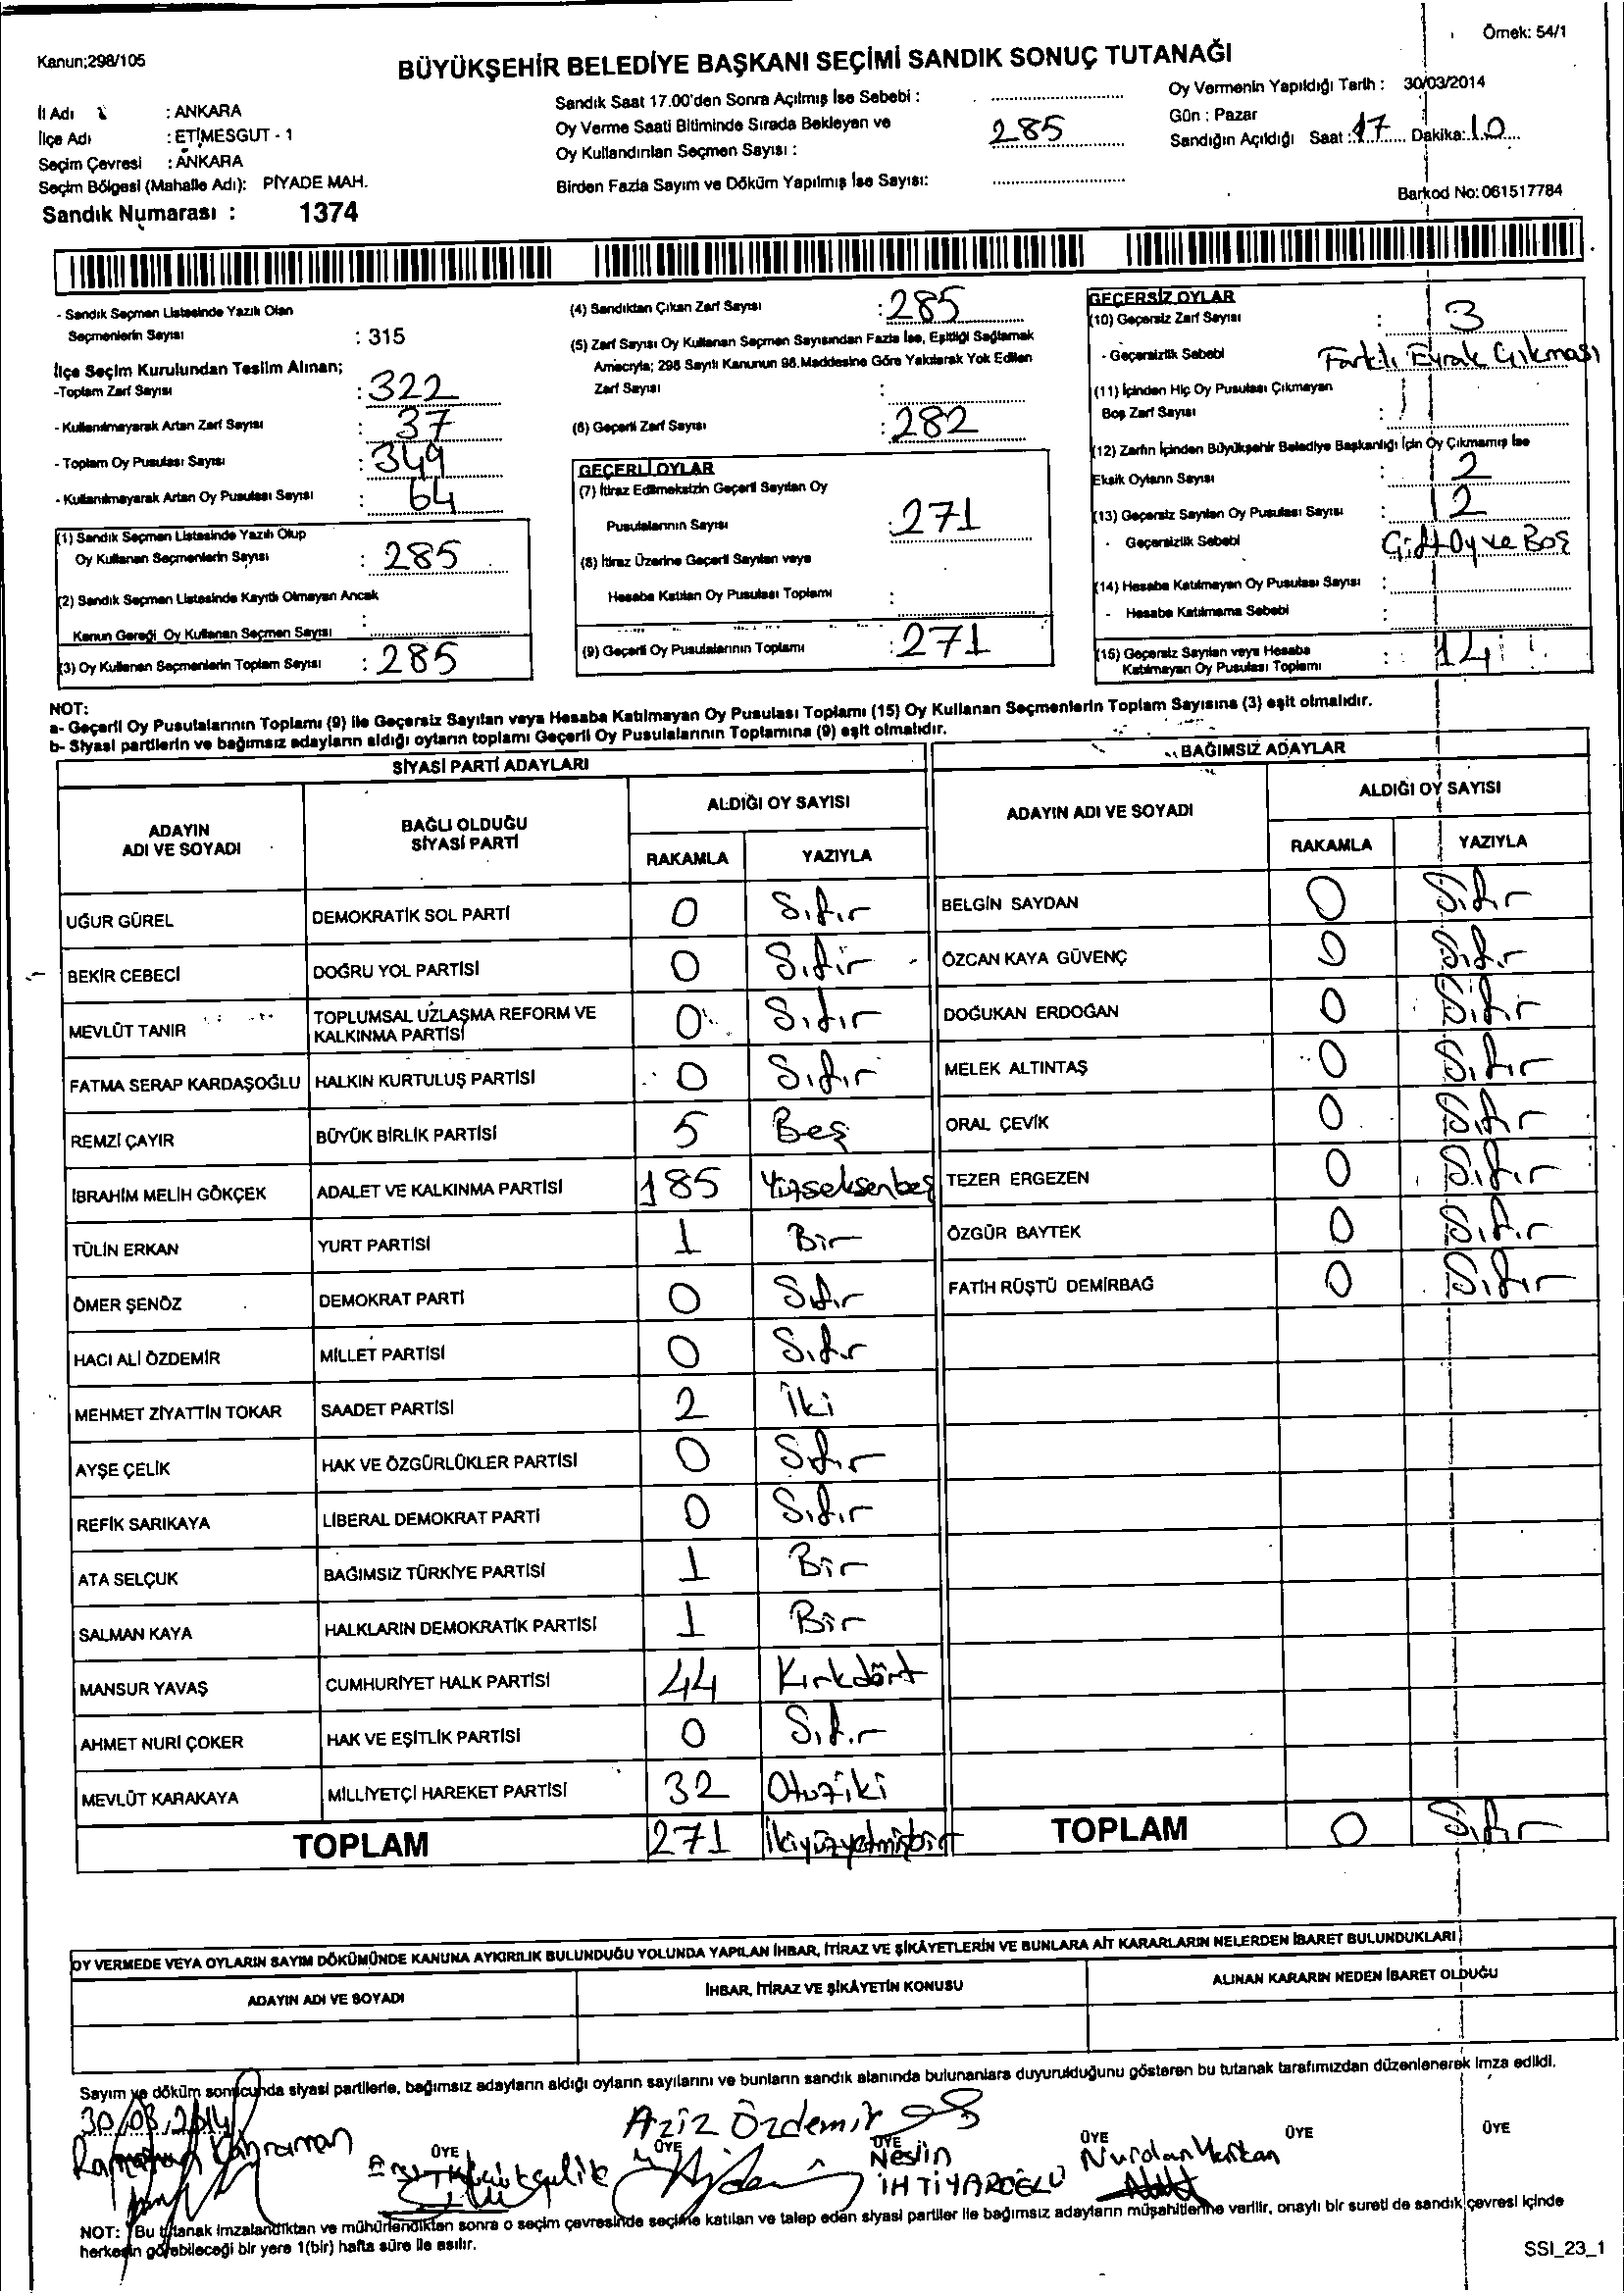 Örnek: 54/1
Kanun;298/105
BÜYÜKŞEHİR BELEDİYE BAŞKANI SEÇİMİ SANDIK SONUÇ TUTANAĞI
İl Adı : ANKARA
İlçe Adı : ETİMESGUT - 1
Seçim Çevresi : ANKARA
Seçim Bölgesi (Mahalle Adı): PİYADE MAH.
Sandık Numarası : 1374
Sandık Saat 17.00'den Sonra Açılmış İse Sebebi :
Oy Verme Saati Bitiminde Sırada Bekleyen ve
Oy Kullandırılan Seçmen Sayısı : 285
Birden Fazla Sayım ve Döküm Yapılmış İse Sayısı:
Oy Vermenin Yapıldığı Tarih : 30/03/2014
Gün : Pazar
Sandığın Açıldığı Saat : 17 Dakika: 10
Barkod No: 061517784
- Sandık Seçmen Listesinde Yazılı Olan
Seçmenlerin Sayısı : 315
İlçe Seçim Kurulundan Teslim Alınan;
-Toplam Zarf Sayısı : 322
- Kullanılmayarak Artan Zarf Sayısı : 37
- Toplam Oy Pusulası Sayısı : 349
- Kullanılmayarak Artan Oy Pusulası Sayısı : 64
(1) Sandık Seçmen Listesinde Yazılı Olup
Oy Kullanan Seçmenlerin Sayısı : 285
(2) Sandık Seçmen Listesinde Kayıtlı Olmayan Ancak
Kanun Gereği Oy Kullanan Seçmen Sayısı :
(3) Oy Kullanan Seçmenlerin Toplam Sayısı : 285
(4) Sandıktan Çıkan Zarf Sayısı : 285
(5) Zarf Sayısı Oy Kullanan Seçmen Sayısından Fazla İse, Eşitliği Sağlamak
Amacıyla; 298 Sayılı Kanunun 98.Maddesine Göre Yakılarak Yok Edilen
Zarf Sayısı :
(6) Geçerli Zarf Sayısı : 282
GEÇERLİ OYLAR
(7) İtiraz Edilmeksizin Geçerli Sayılan Oy
Pusulalarının Sayısı : 271
(8) İtiraz Üzerine Geçerli Sayılan veya
Hesaba Katılan Oy Pusulası Toplamı :
(9) Geçerli Oy Pusulalarının Toplamı : 271
GEÇERSİZ OYLAR
(10) Geçersiz Zarf Sayısı : 3
- Geçersizlik Sebebi Farklı Evrak Çıkması
(11) İçinden Hiç Oy Pusulası Çıkmayan
Boş Zarf Sayısı :
(12) Zarfın İçinden Büyükşehir Belediye Başkanlığı İçin Oy Çıkmamış İse
Eksik Oyların Sayısı : 2
(13) Geçersiz Sayılan Oy Pusulası Sayısı : 12
- Geçersizlik Sebebi Çift Oy ve Boş
(14) Hesaba Katılmayan Oy Pusulası Sayısı :
- Hesaba Katılmama Sebebi :
(15) Geçersiz Sayılan veya Hesaba
Katılmayan Oy Pusulası Toplamı : 14
NOT:
a- Geçerli Oy Pusulalarının Toplamı (9) ile Geçersiz Sayılan veya Hesaba Katılmayan Oy Pusulası Toplamı (15) Oy Kullanan Seçmenlerin Toplam Sayısına (3) eşit olmalıdır.
b- Siyasi partilerin ve bağımsız adayların aldığı oyların toplamı Geçerli Oy Pusulalarının Toplamına (9) eşit olmalıdır.
SİYASİ PARTİ ADAYLARI
ADAYIN ADI VE SOYADI
BAĞLI OLDUĞU SİYASİ PARTİ
ALDIĞI OY SAYISI
RAKAMLA YAZIYLA
UĞUR GÜREL DEMOKRATİK SOL PARTİ 0 Sıfır
BEKİR CEBECİ DOĞRU YOL PARTİSİ 0 Sıfır
MEVLÜT TANIR TOPLUMSAL UZLAŞMA REFORM VE KALKINMA PARTİSİ 0 Sıfır
FATMA SERAP KARDAŞOĞLU HALKIN KURTULUŞ PARTİSİ 0 Sıfır
REMZİ ÇAYIR BÜYÜK BİRLİK PARTİSİ 5 Beş
İBRAHİM MELİH GÖKÇEK ADALET VE KALKINMA PARTİSİ 185 Yüzseksenbeş
TÜLİN ERKAN YURT PARTİSİ 1 Bir
ÖMER ŞENÖZ DEMOKRAT PARTİ 0 Sıfır
HACI ALİ ÖZDEMİR MİLLET PARTİSİ 0 Sıfır
MEHMET ZİYATTİN TOKAR SAADET PARTİSİ 2 İki
AYŞE ÇELİK HAK VE ÖZGÜRLÜKLER PARTİSİ 0 Sıfır
REFİK SARIKAYA LİBERAL DEMOKRAT PARTİ 0 Sıfır
ATA SELÇUK BAĞIMSIZ TÜRKİYE PARTİSİ 1 Bir
SALMAN KAYA HALKLARIN DEMOKRATİK PARTİSİ 1 Bir
MANSUR YAVAŞ CUMHURİYET HALK PARTİSİ 44 Kırkdört
AHMET NURİ ÇOKER HAK VE EŞİTLİK PARTİSİ 0 Sıfır
MEVLÜT KARAKAYA MİLLİYETÇİ HAREKET PARTİSİ 32 Otuziki
TOPLAM 271 İkiyüzyetmişbir
BAĞIMSIZ ADAYLAR
ADAYIN ADI VE SOYADI
ALDIĞI OY SAYISI
RAKAMLA YAZIYLA
BELGİN SAYDAN 0 Sıfır
ÖZCAN KAYA GÜVENÇ 0 Sıfır
DOĞUKAN ERDOĞAN 0 Sıfır
MELEK ALTINTAŞ 0 Sıfır
ORAL ÇEVİK 0 Sıfır
TEZER ERGEZEN 0 Sıfır
ÖZGÜR BAYTEK 0 Sıfır
FATİH RÜŞTÜ DEMİRBAĞ 0 Sıfır
TOPLAM 0 Sıfır
OY VERMEDE VEYA OYLARIN SAYIM DÖKÜMÜNDE KANUNA AYKIRILIK BULUNDUĞU YOLUNDA YAPILAN İHBAR, İTİRAZ VE ŞİKÂYETLERİN VE BUNLARA AİT KARARLARIN NELERDEN İBARET BULUNDUKLARI
ADAYIN ADI VE SOYADI İHBAR, İTİRAZ VE ŞİKÂYETİN KONUSU ALINAN KARARIN NEDEN İBARET OLDUĞU
Sayım ve döküm sonucunda siyasi partilerle, bağımsız adayların aldığı oyların sayılarını ve bunların sandık alanında bulunanlara duyurulduğunu gösteren bu tutanak tarafımızdan düzenlenerek imza edildi.
30/03/2014
Ramazan Kahraman
ÜYE
Aziz Özdemir
ÜYE
ÜYE
Neslin İHTİYAROĞLU
ÜYE
Nurdan
ÜYE
ÜYE
NOT: Bu tutanak imzalandıktan ve mühürlendikten sonra o seçim çevresinde seçime katılan ve talep eden siyasi partiler ile bağımsız adayların müşahitlerine verilir, onaylı bir sureti de sandık çevresi içinde
herkesin görebileceği bir yere 1(bir) hafta süre ile asılır.
SSI_23_1